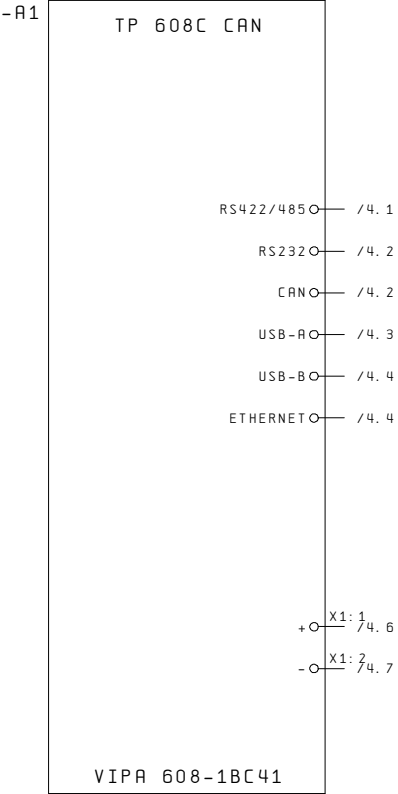 -A1
TP 608C CAN
RS422/485 /4.1
RS232 /4.2
CAN /4.2
USB-A /4.3
USB-B /4.4
ETHERNET /4.4
X1:1
+ /4.6
X1:2
- /4.7
VIPA 608-1BC41